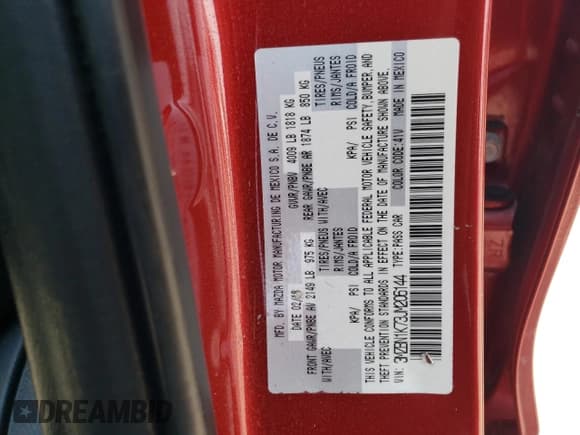 MFD. BY MAZDA MOTOR MANUFACTURING DE MEXICO S.A. DE C.V.
DATE 02/18 GVWR/PNBV 4009 LB 1818 KG
FRONT GAWR/PNBE AV 2149 LB 975 KG REAR GAWR/PNBE AR 1874 LB 850 KG
WITH/AVEC TIRES/PNEUS WITH/AVEC TIRES/PNEUS
RIMS/JANTES RIMS/JANTES
KPA/ PSI COLD/A FROID KPA/ PSI COLD/A FROID
THIS VEHICLE CONFORMS TO ALL APPLICABLE FEDERAL MOTOR VEHICLE SAFETY, BUMPER, AND
THEFT PREVENTION STANDARDS IN EFFECT ON THE DATE OF MANUFACTURE SHOWN ABOVE.
VIN: 3MZBN1K73JM206144 TYPE:PASS CAR COLOR CODE:41V MADE IN MEXICO
DREAMBID